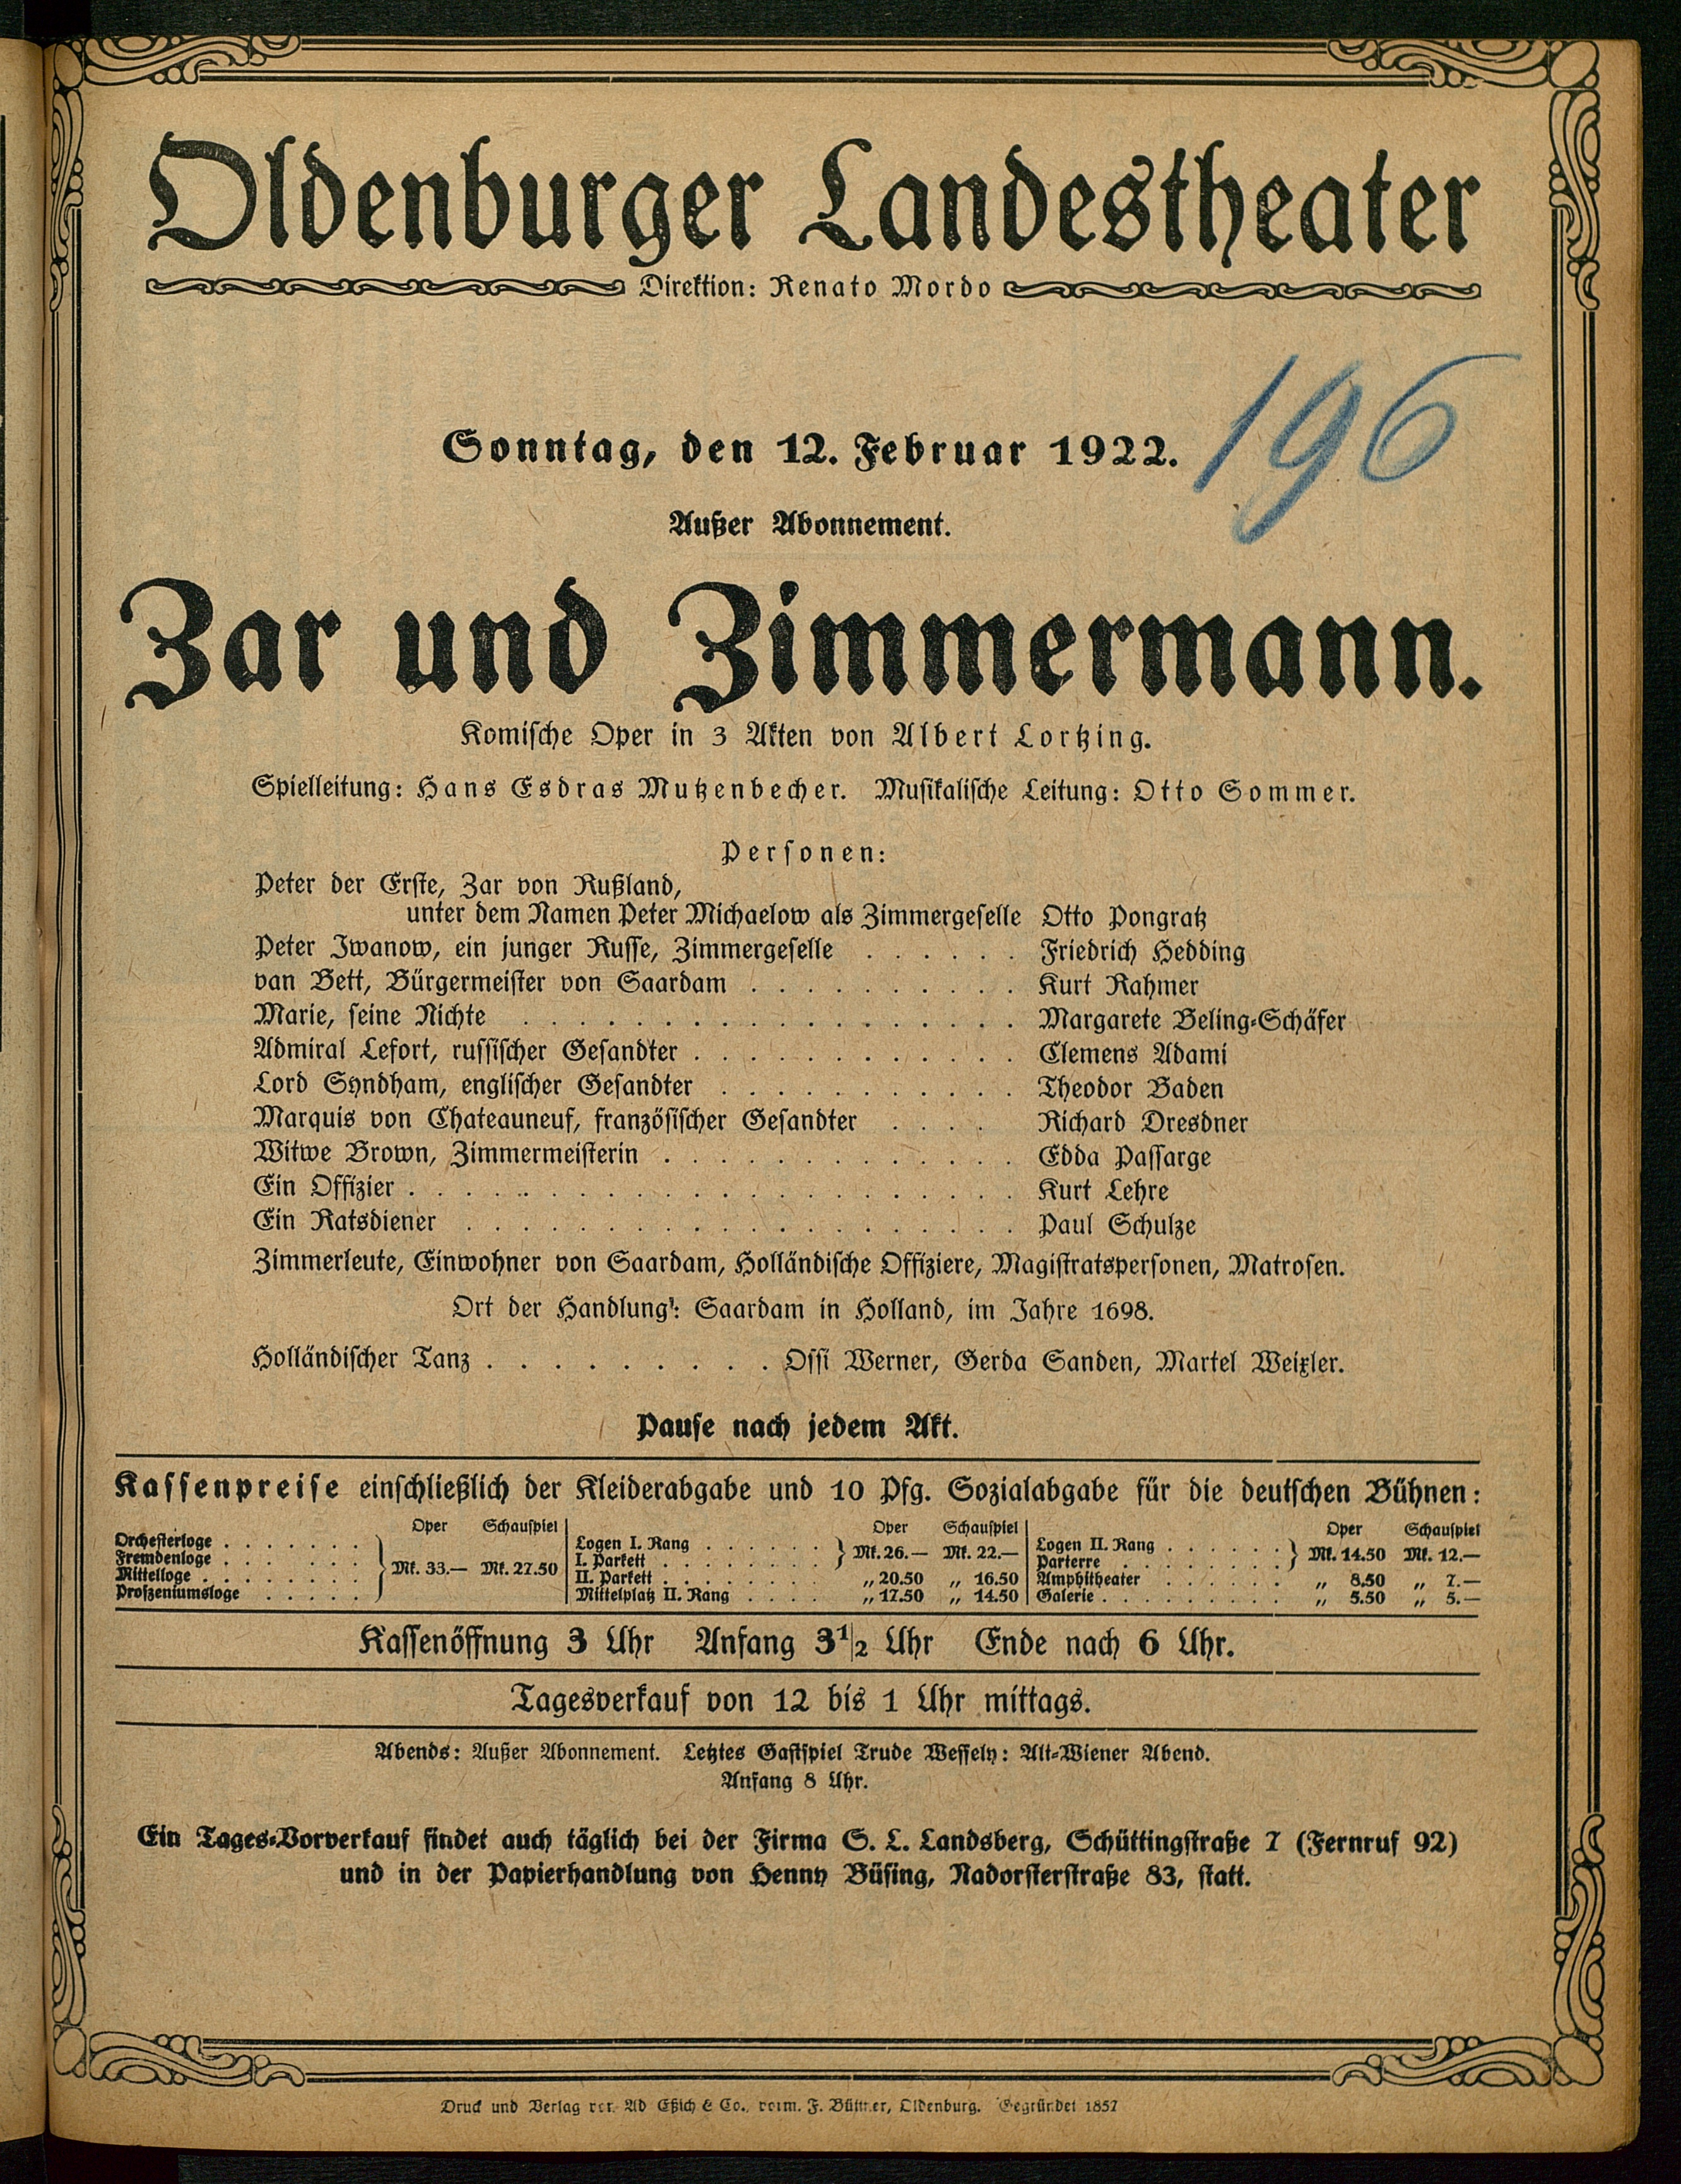 Oldenburger Landestheater
Direktion: Renato Mordo
196
Sonntag, den 12. Februar 1922.
Außer Abonnement.
Zar und Zimmermann.
Komische Oper in 3 Akten von Albert Lortzing.
Spielleitung: Hans Esdras Mutzenbecher. Musikalische Leitung: Otto Sommer.
Personen:
Peter der Erste, Zar von Rußland,
unter dem Namen Peter Michaelow als Zimmergeselle Otto Pongratz
Peter Iwanow, ein junger Russe, Zimmergeselle . . . . . . Friedrich Hedding
van Bett, Bürgermeister von Saardam . . . . . . . . . . Kurt Rahmer
Marie, seine Nichte . . . . . . . . . . . . . . . . . . Margarete Beling-Schäfer
Admiral Lefort, russischer Gesandter . . . . . . . . . . . . Clemens Adami
Lord Syndham, englischer Gesandter . . . . . . . . . . . Theodor Baden
Marquis von Chateauneuf, französischer Gesandter . . . . Richard Dresdner
Witwe Brown, Zimmermeisterin . . . . . . . . . . . . . Edda Passarge
Ein Offizier . . . . . . . . . . . . . . . . . . . . . . Kurt Lehre
Ein Ratsdiener . . . . . . . . . . . . . . . . . . . . Paul Schulze
Zimmerleute, Einwohner von Saardam, Holländische Offiziere, Magistratspersonen, Matrosen.
Ort der Handlung: Saardam in Holland, im Jahre 1698.
Holländischer Tanz . . . . . . . . . . Ossi Werner, Gerda Sanden, Martel Weixler.
Pause nach jedem Akt.
Kassenpreise einschließlich der Kleiderabgabe und 10 Pfg. Sozialabgabe für die deutschen Bühnen:
Oper Schauspiel
Orchesterloge . . . . . . .
Fremdenloge . . . . . . .
Mittelloge . . . . . . . .
Proszeniumsloge . . . . .
} Mk. 33.— Mk. 27.50
Oper Schauspiel
Logen I. Rang . . . . . .
I. Parkett . . . . . . . .
} Mk. 26.— Mk. 22.—
II. Parkett . . . . . . . „ 20.50 „ 16.50
Mittelplatz II. Rang . . . . „ 17.50 „ 14.50
Oper Schauspiel
Logen II. Rang . . . . . .
Parterre . . . . . . . .
} Mk. 14.50 Mk. 12.—
Amphitheater . . . . . . „ 8.50 „ 7.—
Galerie . . . . . . . . . „ 5.50 „ 5.—
Kassenöffnung 3 Uhr Anfang 3 1/2 Uhr Ende nach 6 Uhr.
Tagesverkauf von 12 bis 1 Uhr mittags.
Abends: Außer Abonnement. Letztes Gastspiel Trude Wessely: Alt-Wiener Abend.
Anfang 8 Uhr.
Ein Tages-Vorverkauf findet auch täglich bei der Firma S. L. Landsberg, Schüttingstraße 7 (Fernruf 92)
und in der Papierhandlung von Henny Büsing, Nadorsterstraße 83, statt.
Druck und Verlag von Ad Eßich & Co., vorm. F. Büttner, Oldenburg. Gegründet 1857